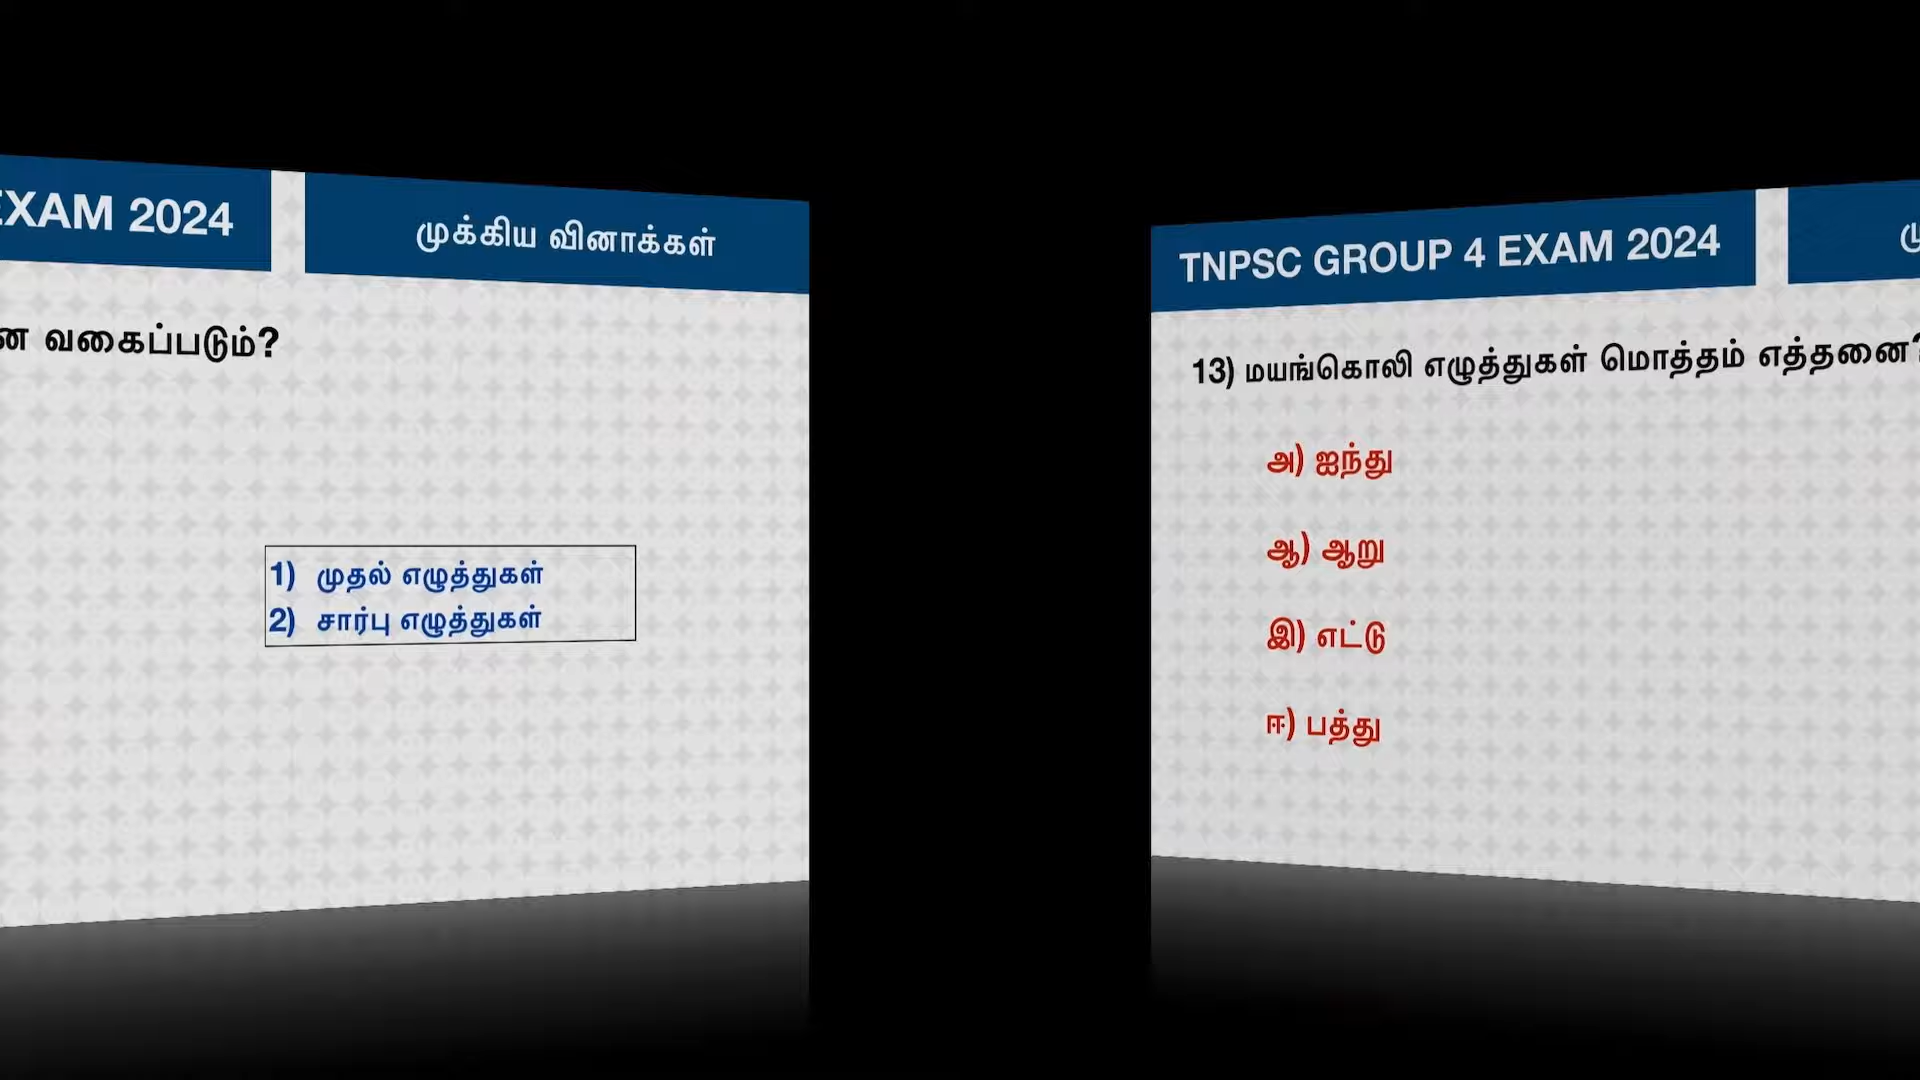 EXAM 2024
முக்கிய வினாக்கள்
வகைப்படும்?
1) முதல் எழுத்துகள்
2) சார்பு எழுத்துகள்
TNPSC GROUP 4 EXAM 2024
13) மயங்கொலி எழுத்துகள் மொத்தம் எத்தனை?
அ) ஐந்து
ஆ) ஆறு
இ) எட்டு
ஈ) பத்து